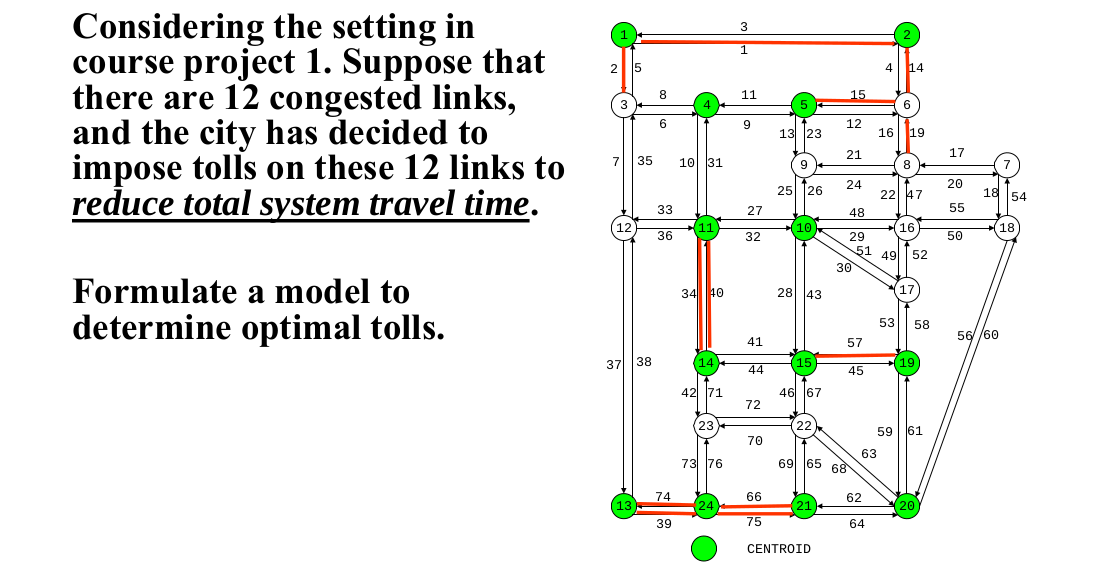 Considering the setting in
course project 1. Suppose that
there are 12 congested links,
and the city has decided to
impose tolls on these 12 links to
reduce total system travel time.
Formulate a model to
determine optimal tolls.
3
1 2
1
2 5 4 14
8 11 15
3 4 5 6
6 9 12
13 23 16 19
7 35 10 31 21 17
9 8 7
24 20
25 26 22 47 18 54
33 27 48 55
12 11 10 16 18
36 32 29 50
51 49 52
30
17
34 40 28 43
53 58
56 60
41 57
37 38 14 15 19
44 45
42 71 46 67
72
23 22
70
59 61
63
73 76 69 65 68
74 66 62
13 24 21 20
39 75 64
CENTROID